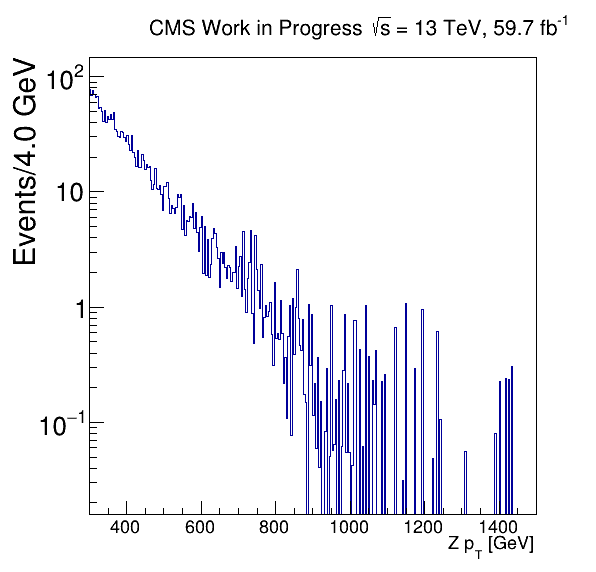 CMS Work in Progress √s = 13 TeV, 59.7 fb⁻¹
Events/4.0 GeV
10²
10
1
10⁻¹
400 600 800 1000 1200 1400
Z p_T [GeV]